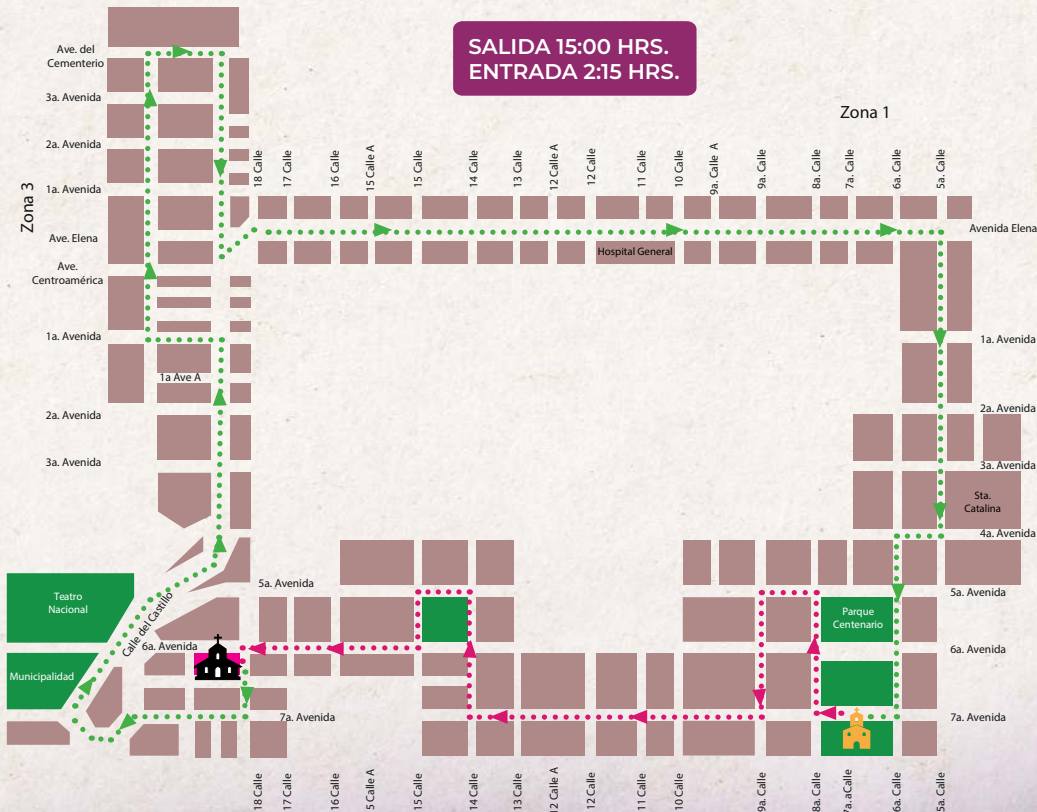 SALIDA 15:00 HRS.
ENTRADA 2:15 HRS.
Zona 1
Zona 3
Ave. del
Cementerio
3a. Avenida
2a. Avenida
1a. Avenida
Ave. Elena
Ave.
Centroamérica
1a. Avenida
1a Ave A
2a. Avenida
3a. Avenida
18 Calle
17 Calle
16 Calle
15 Calle A
15 Calle
14 Calle
13 Calle
12 Calle A
12 Calle
11 Calle
10 Calle
9a. Calle A
9a. Calle
8a. Calle
7a. Calle
6a. Calle
5a. Calle
Avenida Elena
Hospital General
1a. Avenida
2a. Avenida
3a. Avenida
Sta.
Catalina
4a. Avenida
5a. Avenida
6a. Avenida
7a. Avenida
Parque
Centenario
Teatro
Nacional
Municipalidad
Calle del Castillo
5a. Avenida
6a. Avenida
7a. Avenida
18 Calle
17 Calle
16 Calle
5 Calle A
15 Calle
14 Calle
13 Calle
12 Calle A
12 Calle
11 Calle
10 Calle
9a. Calle
8a. Calle
7a. aCalle
6a. Calle
5a. Calle